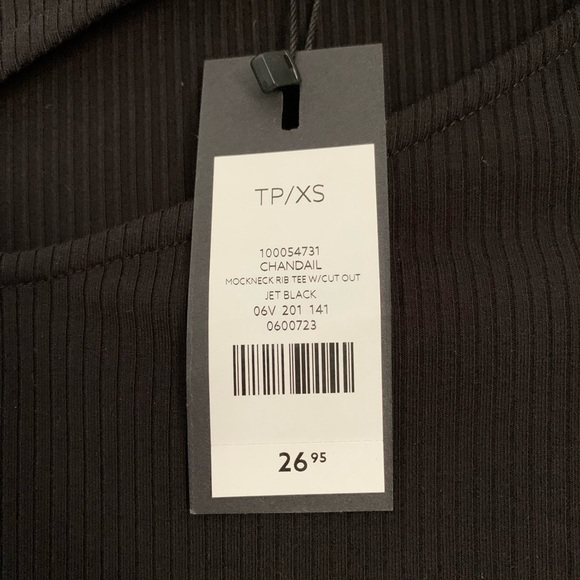 TP/XS
100054731
CHANDAIL
MOCKNECK RIB TEE W/CUT OUT
JET BLACK
06V 201 141
0600723
26 95